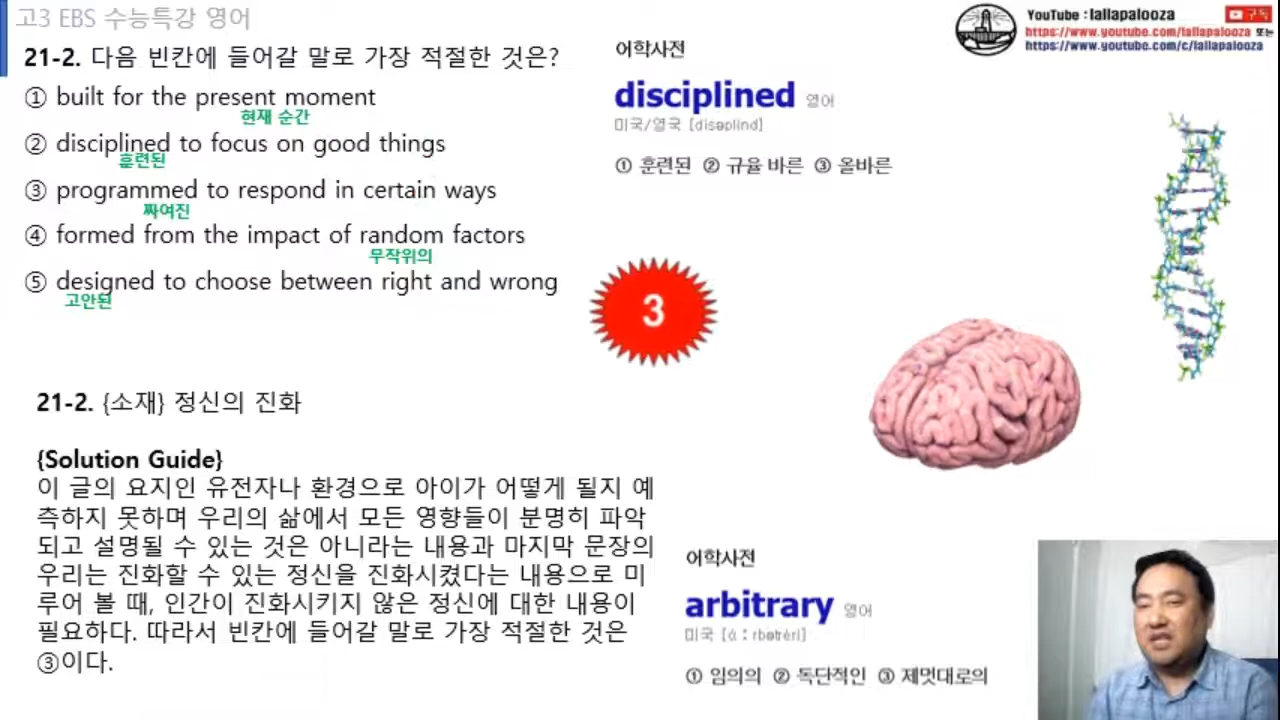 고3 EBS 수능특강 영어
21-2. 다음 빈칸에 들어갈 말로 가장 적절한 것은?
① built for the present moment
현재 순간
② disciplined to focus on good things
훈련된
③ programmed to respond in certain ways
짜여진
④ formed from the impact of random factors
무작위의
⑤ designed to choose between right and wrong
고안된
21-2. {소재} 정신의 진화
{Solution Guide}
이 글의 요지인 유전자나 환경으로 아이가 어떻게 될지 예
측하지 못하며 우리의 삶에서 모든 영향들이 분명히 파악
되고 설명될 수 있는 것은 아니라는 내용과 마지막 문장의
우리는 진화할 수 있는 정신을 진화시켰다는 내용으로 미
루어 볼 때, 인간이 진화시키지 않은 정신에 대한 내용이
필요하다. 따라서 빈칸에 들어갈 말로 가장 적절한 것은
③이다.
어학사전
disciplined 영어
미국/영국 [disəplind]
① 훈련된 ② 규율 바른 ③ 올바른
3
어학사전
arbitrary 영어
미국 [ɑ́ːrbətrèri]
① 임의의 ② 독단적인 ③ 제멋대로의
YouTube : lallapalooza
구독
https://www.youtube.com/lallapalooza 또는
https://www.youtube.com/c/lallapalooza